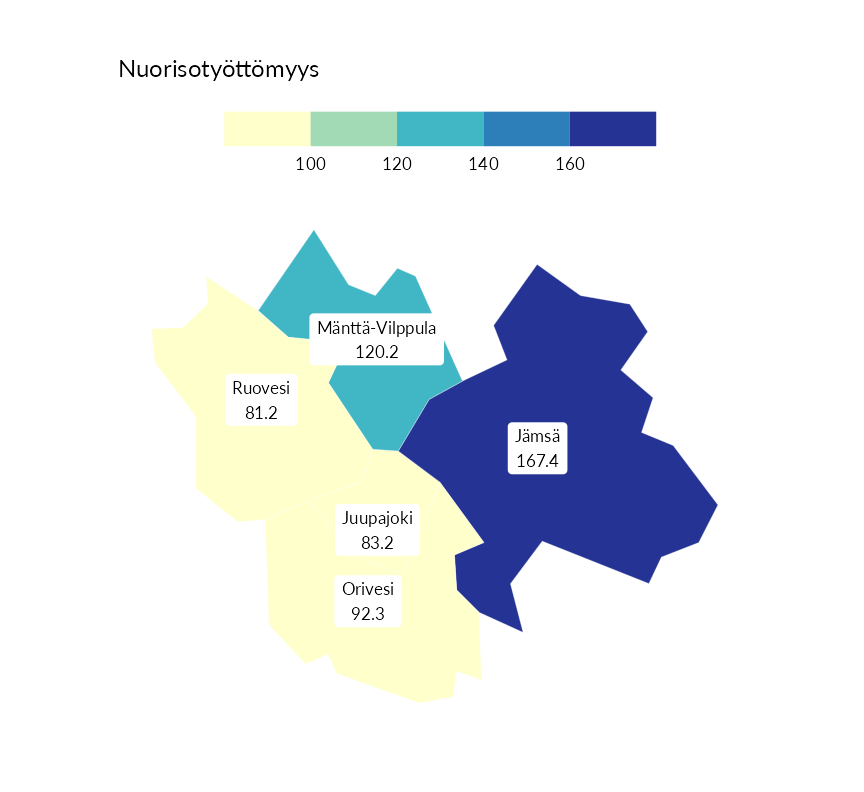 Nuorisotyöttömyys
100 120 140 160
Mänttä-Vilppula
120.2
Ruovesi
81.2
Jämsä
167.4
Juupajoki
83.2
Orivesi
92.3